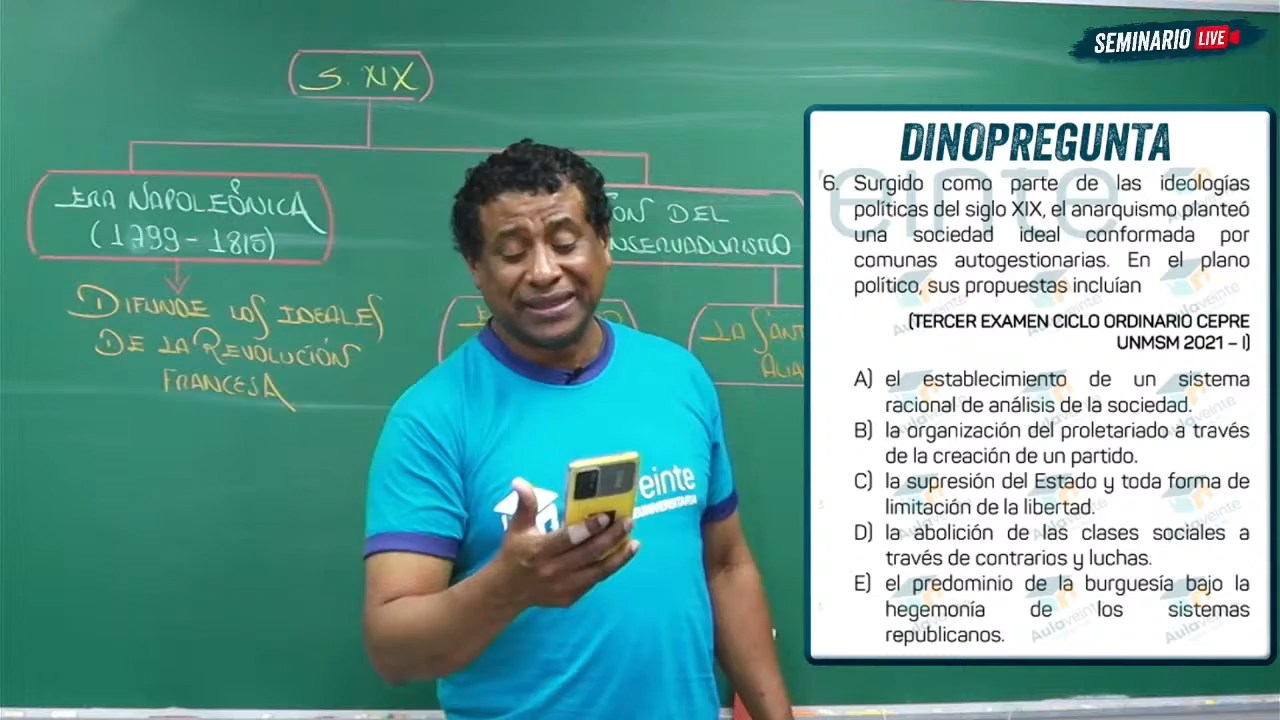 SEMINARIO LIVE
S. XIX
ERA NAPOLEÓNICA
(1799-1815)
DIFUNDE LOS IDEALES
DE LA REVOLUCIÓN
FRANCESA
DEL
LA SANT
ALIA
einte
DINOPREGUNTA
6. Surgido como parte de las ideologías
políticas del siglo XIX, el anarquismo planteó
una sociedad ideal conformada por
comunas autogestionarias. En el plano
político, sus propuestas incluían
(TERCER EXAMEN CICLO ORDINARIO CEPRE
UNMSM 2021 – I)
A) el establecimiento de un sistema
racional de análisis de la sociedad.
B) la organización del proletariado a través
de la creación de un partido.
C) la supresión del Estado y toda forma de
limitación de la libertad.
D) la abolición de las clases sociales a
través de contrarios y luchas.
E) el predominio de la burguesía bajo la
hegemonía de los sistemas
republicanos.
Aulaveinte